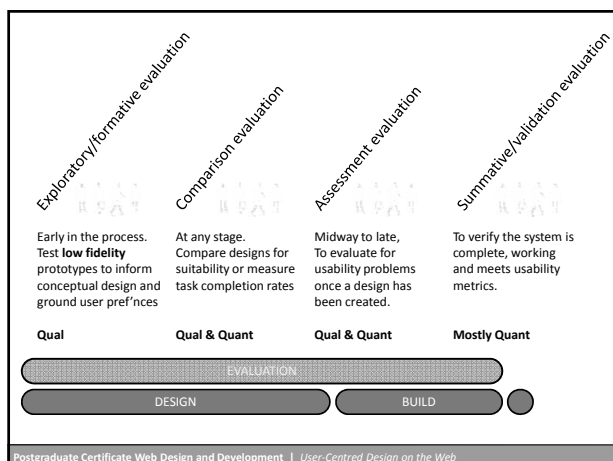 Exploratory/formative evaluation
Comparison evaluation
Assessment evaluation
Summative/validation evaluation
Early in the process.
Test low fidelity
prototypes to inform
conceptual design and
ground user pref'nces
Qual
At any stage.
Compare designs for
suitability or measure
task completion rates
Qual & Quant
Midway to late,
To evaluate for
usability problems
once a design has
been created.
Qual & Quant
To verify the system is
complete, working
and meets usability
metrics.
Mostly Quant
EVALUATION
DESIGN
BUILD
Postgraduate Certificate Web Design and Development | User-Centred Design on the Web